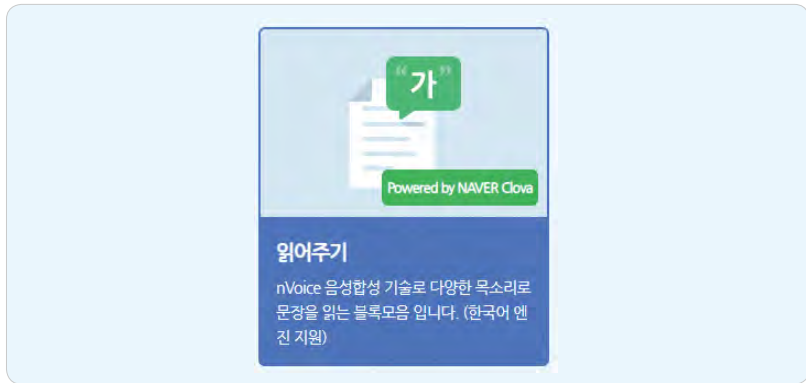 “가”
Powered by NAVER Clova
읽어주기
nVoice 음성합성 기술로 다양한 목소리로
문장을 읽는 블록모음 입니다. (한국어 엔
진 지원)